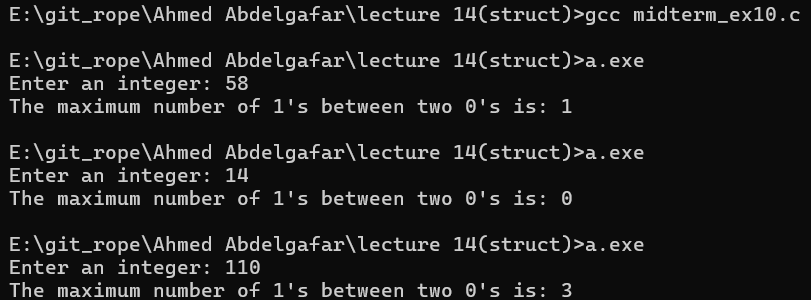 E:\git_rope\Ahmed Abdelgafar\lecture 14(struct)>gcc midterm_ex10.c
E:\git_rope\Ahmed Abdelgafar\lecture 14(struct)>a.exe
Enter an integer: 58
The maximum number of 1's between two 0's is: 1
E:\git_rope\Ahmed Abdelgafar\lecture 14(struct)>a.exe
Enter an integer: 14
The maximum number of 1's between two 0's is: 0
E:\git_rope\Ahmed Abdelgafar\lecture 14(struct)>a.exe
Enter an integer: 110
The maximum number of 1's between two 0's is: 3